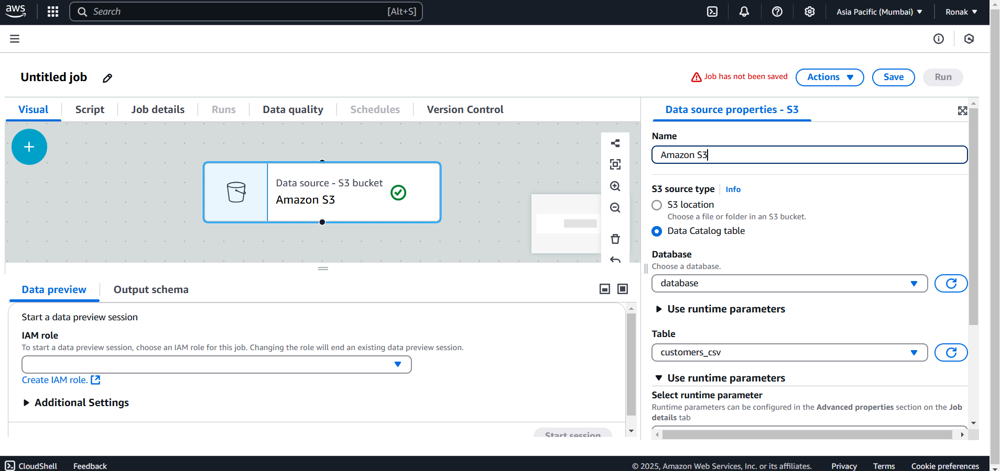 aws
Search [Alt+S]
Asia Pacific (Mumbai)
Ronak
Untitled job
Job has not been saved
Actions
Save
Run
Visual
Script
Job details
Runs
Data quality
Schedules
Version Control
Data source - S3 bucket
Amazon S3
Data preview
Output schema
Start a data preview session
IAM role
To start a data preview session, choose an IAM role for this job. Changing the role will end an existing data preview session.
Create IAM role.
Additional Settings
Start session
Data source properties - S3
Name
Amazon S3
S3 source type
Info
S3 location
Choose a file or folder in an S3 bucket.
Data Catalog table
Database
Choose a database.
database
Use runtime parameters
Table
customers_csv
Use runtime parameters
Select runtime parameter
Runtime parameters can be configured in the Advanced properties section on the Job
details tab
CloudShell
Feedback
© 2025, Amazon Web Services, Inc. or its affiliates.
Privacy
Terms
Cookie preferences